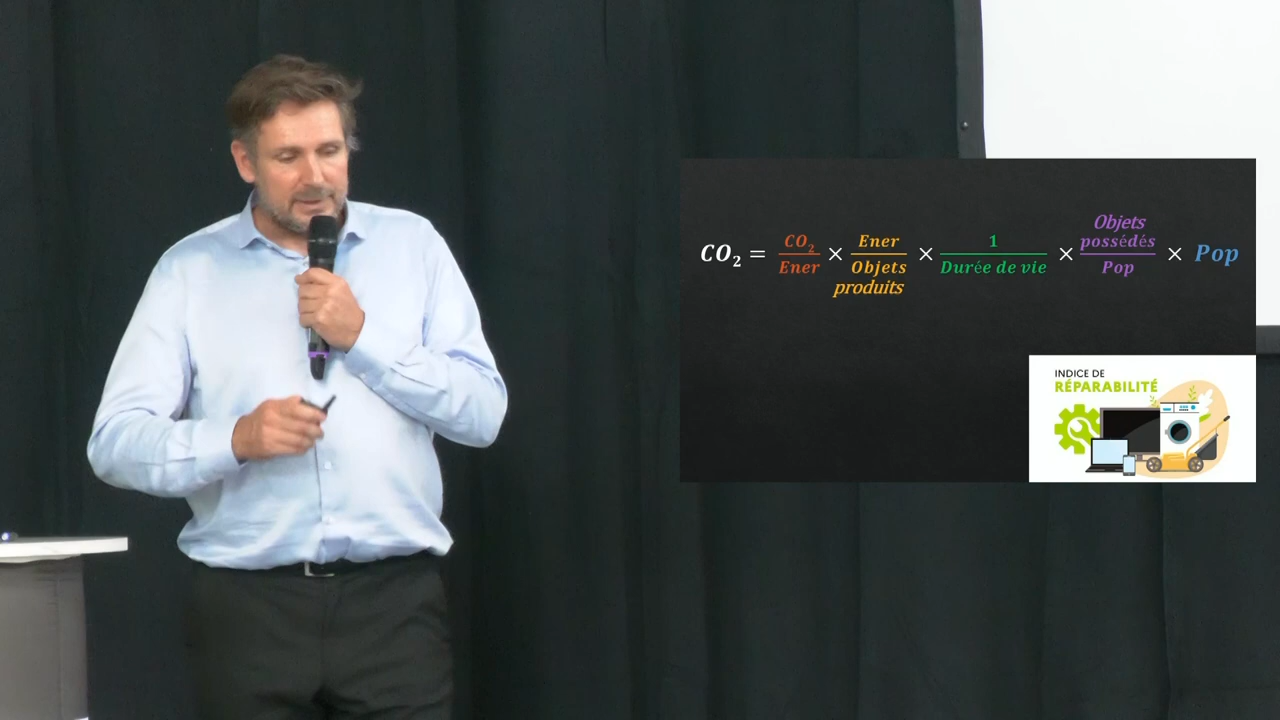 CO₂ = CO₂/Ener × Ener/Objets produits × 1/Durée de vie × Objets possédés/Pop × Pop
INDICE DE
RÉPARABILITÉ